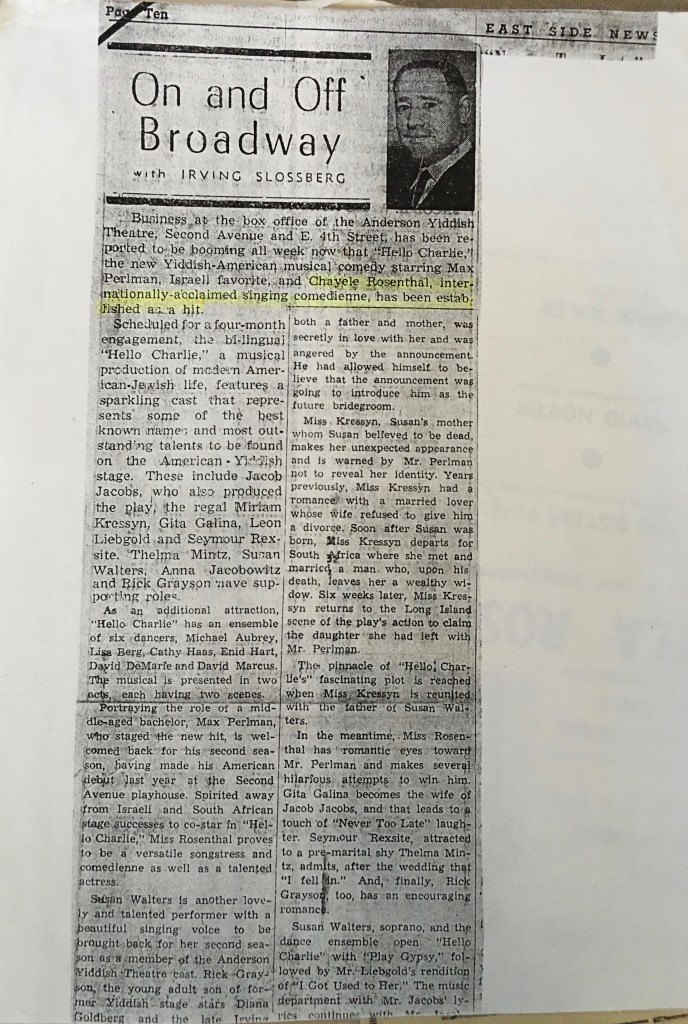 Page Ten
EAST SIDE NEWS
On and Off
Broadway
with IRVING SLOSSBERG
Business at the box office of the Anderson Yiddish
Theatre, Second Avenue and E. 4th Street, has been re-
ported to be booming all week now that "Hello Charlie,"
the new Yiddish-American musical comedy starring Max
Perlman, Israeli favorite, and Chayele Rosenthal, inter-
nationally-acclaimed singing comedienne, has been estab-
lished as a hit.
Scheduled for a four-month
engagement, the bi-lingual
"Hello Charlie," a musical
production of modern Amer-
ican-Jewish life, features a
sparkling cast that repre-
sents some of the best
known names and most out-
standing talents to be found
on the American-Yiddish
stage. These include Jacob
Jacobs, who also produced
the play, the regal Miriam
Kressyn, Gita Galina, Leon
Liebgold and Seymour Rex-
site. Thelma Mintz, Susan
Walters, Anna Jacobowitz
and Rick Grayson have sup-
porting roles.
As an additional attraction,
"Hello Charlie" has an ensemble
of six dancers, Michael Aubrey,
Lisa Berg, Cathy Haas, Enid Hart,
David DeMarie and David Marcus.
The musical is presented in two
acts, each having two scenes.
Portraying the role of a mid-
dle-aged bachelor, Max Perlman,
who staged the new hit, is wel-
comed back for his second sea-
son, having made his American
debut last year at the Second
Avenue playhouse. Spirited away
from Israeli and South African
stage successes to co-star in "Hel-
lo Charlie," Miss Rosenthal proves
to be a versatile songstress and
comedienne as well as a talented
actress.
Susan Walters is another love-
ly and talented performer with a
beautiful singing voice to be
brought back for her second sea-
son as a member of the Anderson
Yiddish Theatre cast. Rick Gray-
son, the young adult son of for-
mer Yiddish stage stars Diana
Goldberg and the late Irving
both a father and mother, was
secretly in love with her and was
angered by the announcement.
He had allowed himself to be-
lieve that the announcement was
going to introduce him as the
future bridegroom.
Miss Kressyn, Susan's mother
whom Susan believed to be dead,
makes her unexpected appearance
and is warned by Mr. Perlman
not to reveal her identity. Years
previously, Miss Kressyn had a
romance with a married lover
whose wife refused to give him
a divorce. Soon after Susan was
born, Miss Kressyn departs for
South Africa where she met and
married a man who, upon his
death, leaves her a wealthy wi-
dow. Six weeks later, Miss Kres-
syn returns to the Long Island
scene of the play's action to claim
the daughter she had left with
Mr. Perlman.
The pinnacle of "Hello Char-
lie's" fascinating plot is reached
when Miss Kressyn is reunited
with the father of Susan Wal-
ters.
In the meantime, Miss Rosen-
thal has romantic eyes toward
Mr. Perlman and makes several
hilarious attempts to win him.
Gita Galina becomes the wife of
Jacob Jacobs, and that leads to a
touch of "Never Too Late" laugh-
ter. Seymour Rexsite, attracted
to a pre-marital shy Thelma Min-
tz, admits, after the wedding that
"I fell in." And, finally, Rick
Grayson, too, has an encouraging
romance.
Susan Walters, soprano, and the
dance ensemble open "Hello
Charlie" with "Play Gypsy," fol-
lowed by Mr. Liebgold's rendition
of "I Got Used to Her." The music
department with Mr. Jacobs' ly-
rics continues with